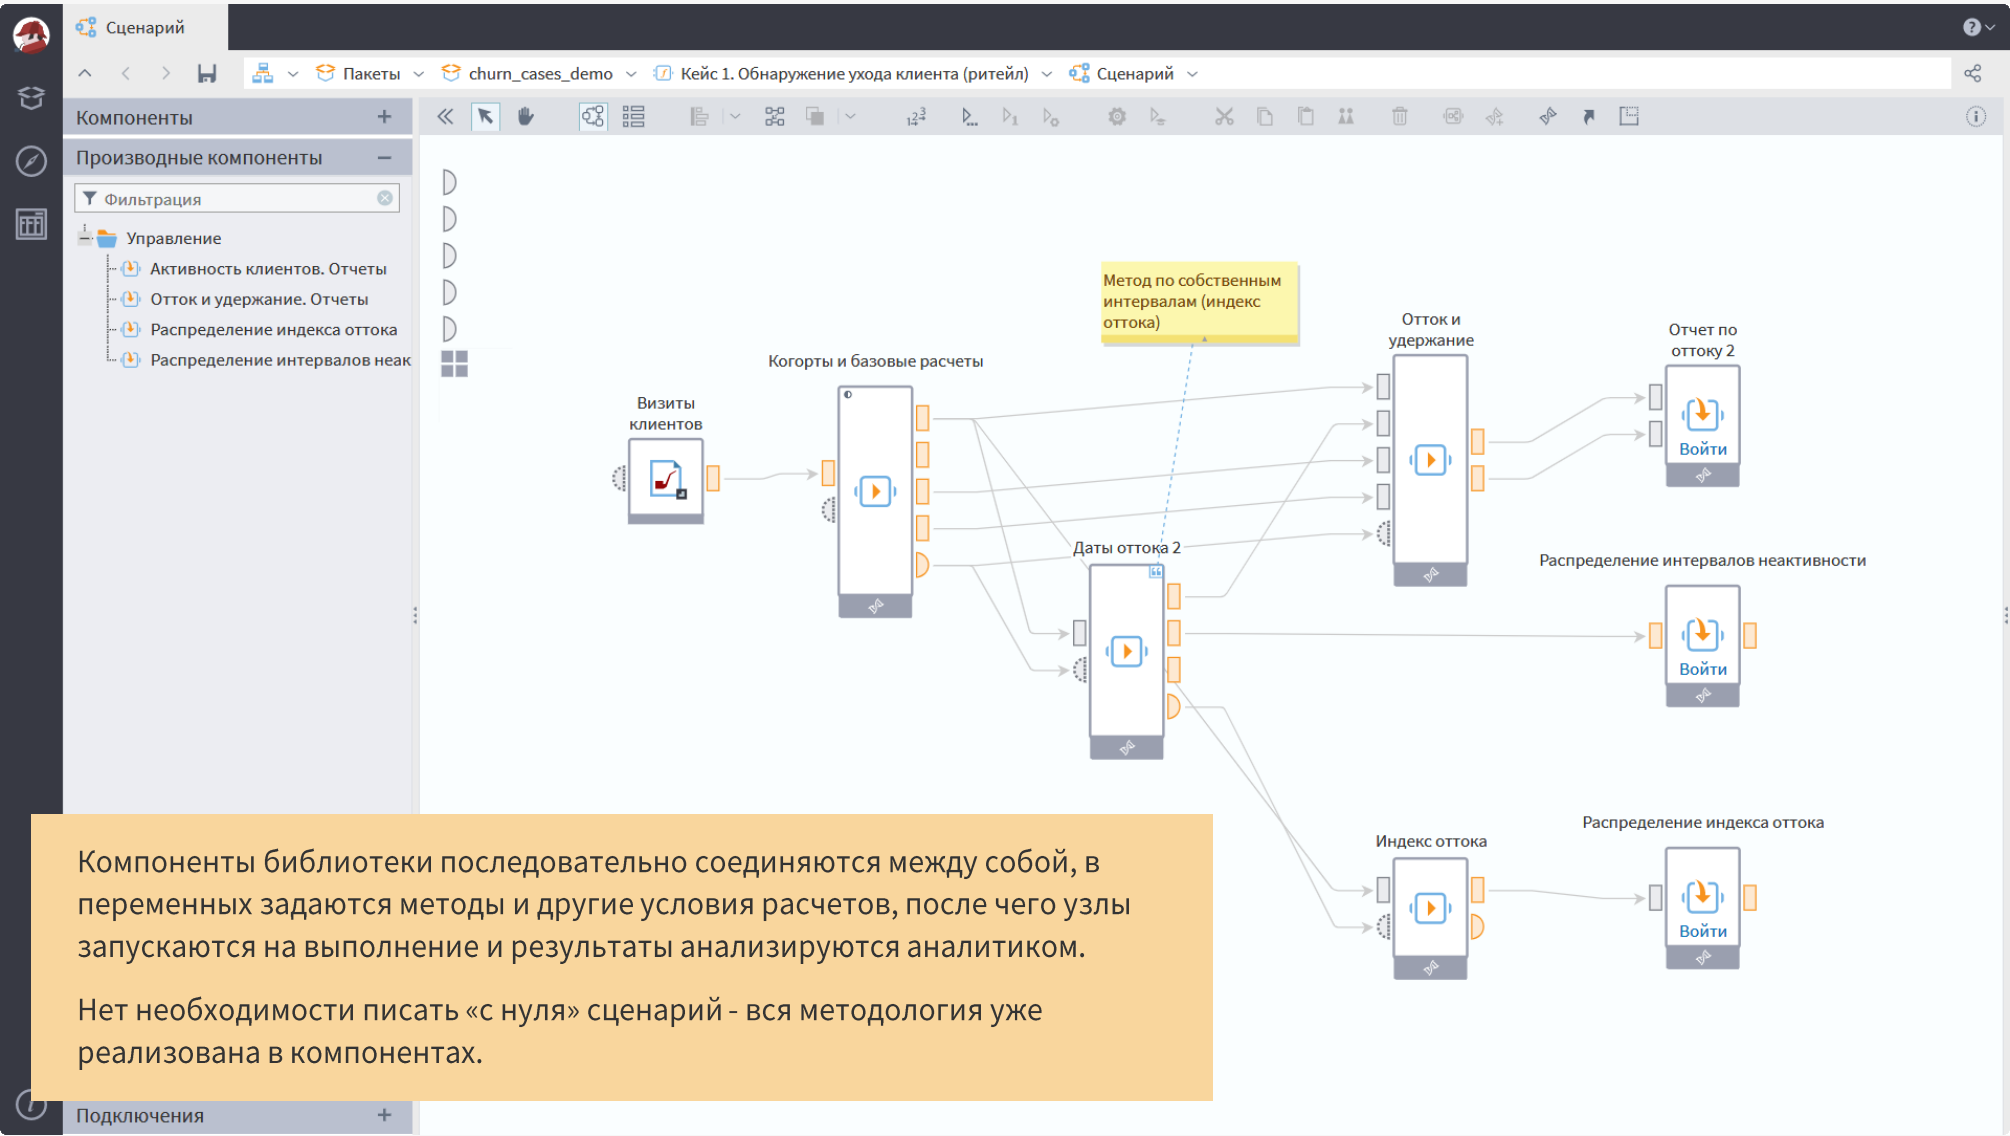 Сценарий
Пакеты
churn_cases_demo
Кейс 1. Обнаружение ухода клиента (ритейл)
Сценарий
Компоненты
Производные компоненты
Фильтрация
Управление
Активность клиентов. Отчеты
Отток и удержание. Отчеты
Распределение индекса оттока
Распределение интервалов неак
Метод по собственным
интервалам (индекс
оттока)
Отток и
удержание
Отчет по
оттоку 2
Войти
Когорты и базовые расчеты
Визиты
клиентов
Даты оттока 2
Распределение интервалов неактивности
Войти
Индекс оттока
Распределение индекса оттока
Войти
Компоненты библиотеки последовательно соединяются между собой, в
переменных задаются методы и другие условия расчетов, после чего узлы
запускаются на выполнение и результаты анализируются аналитиком.
Нет необходимости писать «с нуля» сценарий - вся методология уже
реализована в компонентах.
Подключения